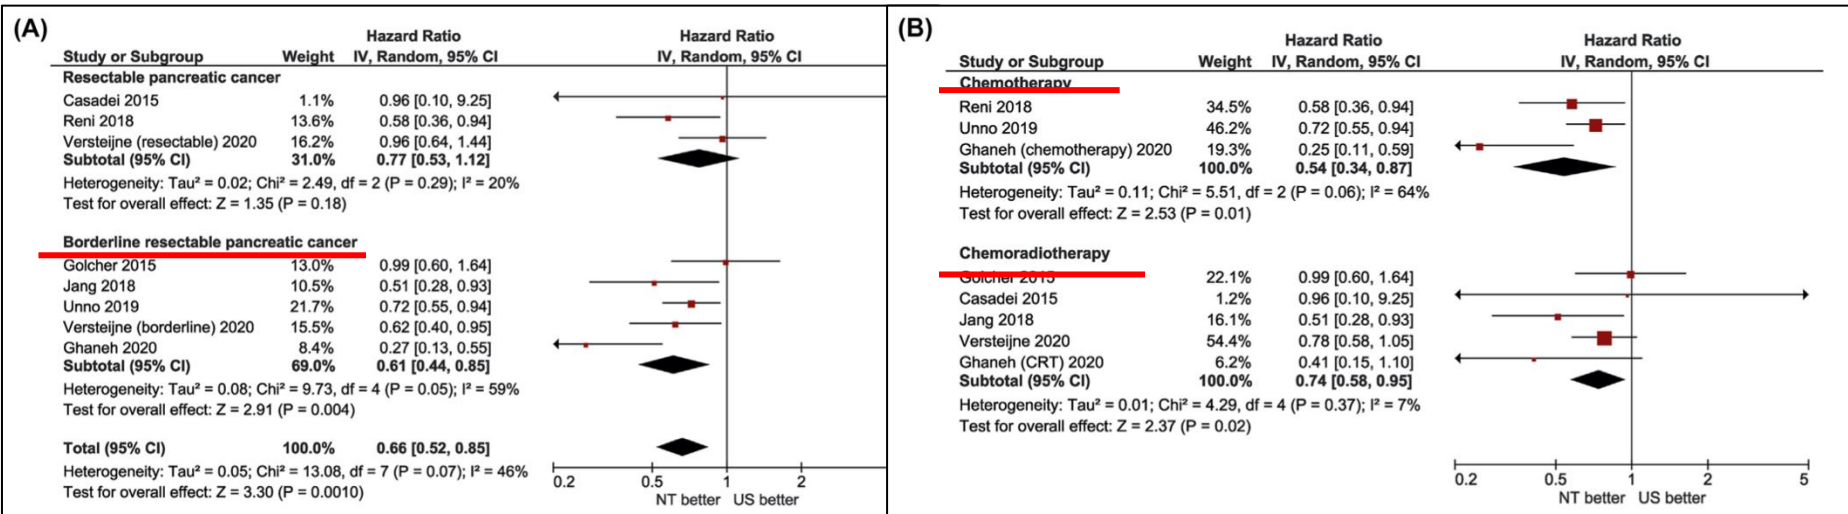 (A)
Hazard Ratio Hazard Ratio
Study or Subgroup Weight IV, Random, 95% CI IV, Random, 95% CI
Resectable pancreatic cancer
Casadei 2015 1.1% 0.96 [0.10, 9.25]
Reni 2018 13.6% 0.58 [0.36, 0.94]
Versteijne (resectable) 2020 16.2% 0.96 [0.64, 1.44]
Subtotal (95% CI) 31.0% 0.77 [0.53, 1.12]
Heterogeneity: Tau² = 0.02; Chi² = 2.49, df = 2 (P = 0.29); I² = 20%
Test for overall effect: Z = 1.35 (P = 0.18)
Borderline resectable pancreatic cancer
Golcher 2015 13.0% 0.99 [0.60, 1.64]
Jang 2018 10.5% 0.51 [0.28, 0.93]
Unno 2019 21.7% 0.72 [0.55, 0.94]
Versteijne (borderline) 2020 15.5% 0.62 [0.40, 0.95]
Ghaneh 2020 8.4% 0.27 [0.13, 0.55]
Subtotal (95% CI) 69.0% 0.61 [0.44, 0.85]
Heterogeneity: Tau² = 0.08; Chi² = 9.73, df = 4 (P = 0.05); I² = 59%
Test for overall effect: Z = 2.91 (P = 0.004)
Total (95% CI) 100.0% 0.66 [0.52, 0.85]
Heterogeneity: Tau² = 0.05; Chi² = 13.08, df = 7 (P = 0.07); I² = 46%
Test for overall effect: Z = 3.30 (P = 0.0010)
0.2 0.5 1 2
NT better US better
(B)
Hazard Ratio Hazard Ratio
Study or Subgroup Weight IV, Random, 95% CI IV, Random, 95% CI
Chemotherapy
Reni 2018 34.5% 0.58 [0.36, 0.94]
Unno 2019 46.2% 0.72 [0.55, 0.94]
Ghaneh (chemotherapy) 2020 19.3% 0.25 [0.11, 0.59]
Subtotal (95% CI) 100.0% 0.54 [0.34, 0.87]
Heterogeneity: Tau² = 0.11; Chi² = 5.51, df = 2 (P = 0.06); I² = 64%
Test for overall effect: Z = 2.53 (P = 0.01)
Chemoradiotherapy
Golcher 2015 22.1% 0.99 [0.60, 1.64]
Casadei 2015 1.2% 0.96 [0.10, 9.25]
Jang 2018 16.1% 0.51 [0.28, 0.93]
Versteijne 2020 54.4% 0.78 [0.58, 1.05]
Ghaneh (CRT) 2020 6.2% 0.41 [0.15, 1.10]
Subtotal (95% CI) 100.0% 0.74 [0.58, 0.95]
Heterogeneity: Tau² = 0.01; Chi² = 4.29, df = 4 (P = 0.37); I² = 7%
Test for overall effect: Z = 2.37 (P = 0.02)
0.2 0.5 1 2 5
NT better US better